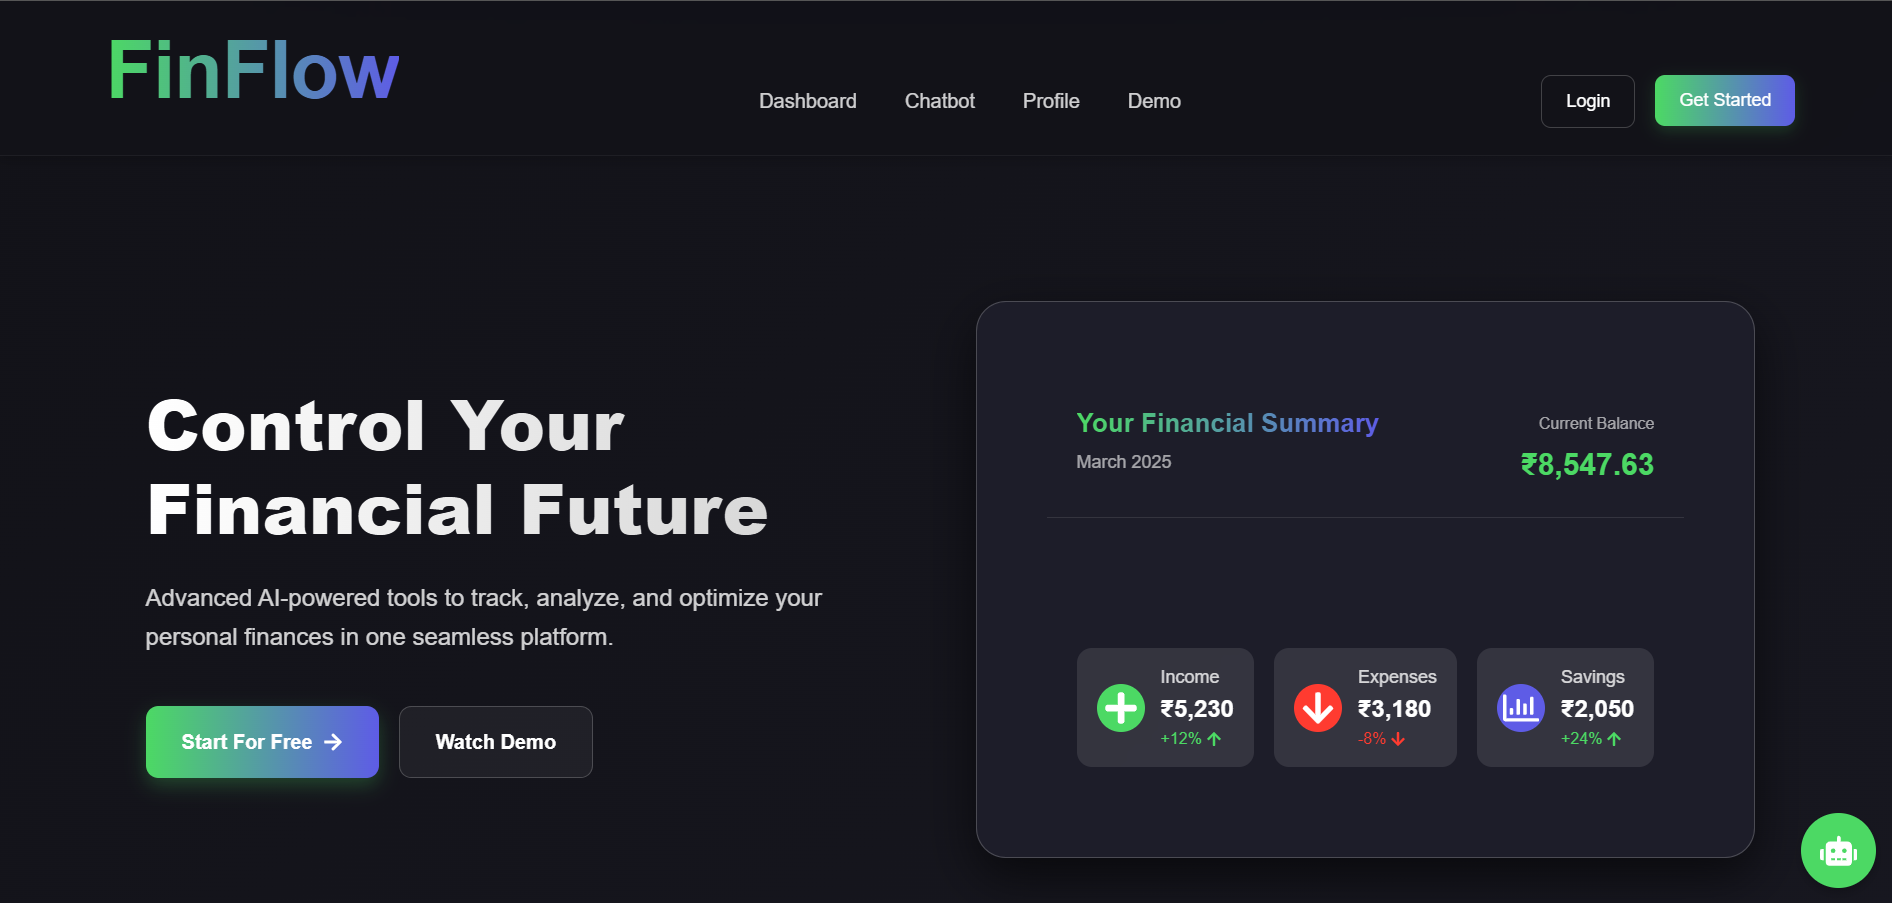 FinFlow
Dashboard
Chatbot
Profile
Demo
Login
Get Started
Control Your
Financial Future
Advanced AI-powered tools to track, analyze, and optimize your
personal finances in one seamless platform.
Start For Free
Watch Demo
Your Financial Summary
March 2025
Current Balance
₹8,547.63
Income
₹5,230
+12%
Expenses
₹3,180
-8%
Savings
₹2,050
+24%